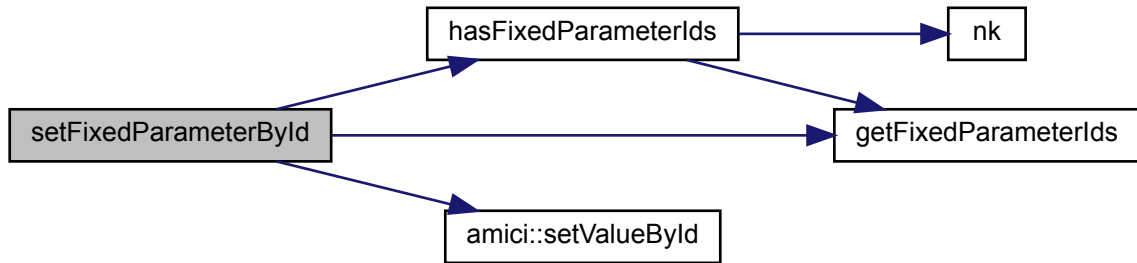 hasFixedParameterIds
nk
setFixedParameterById
getFixedParameterIds
amici::setValueById